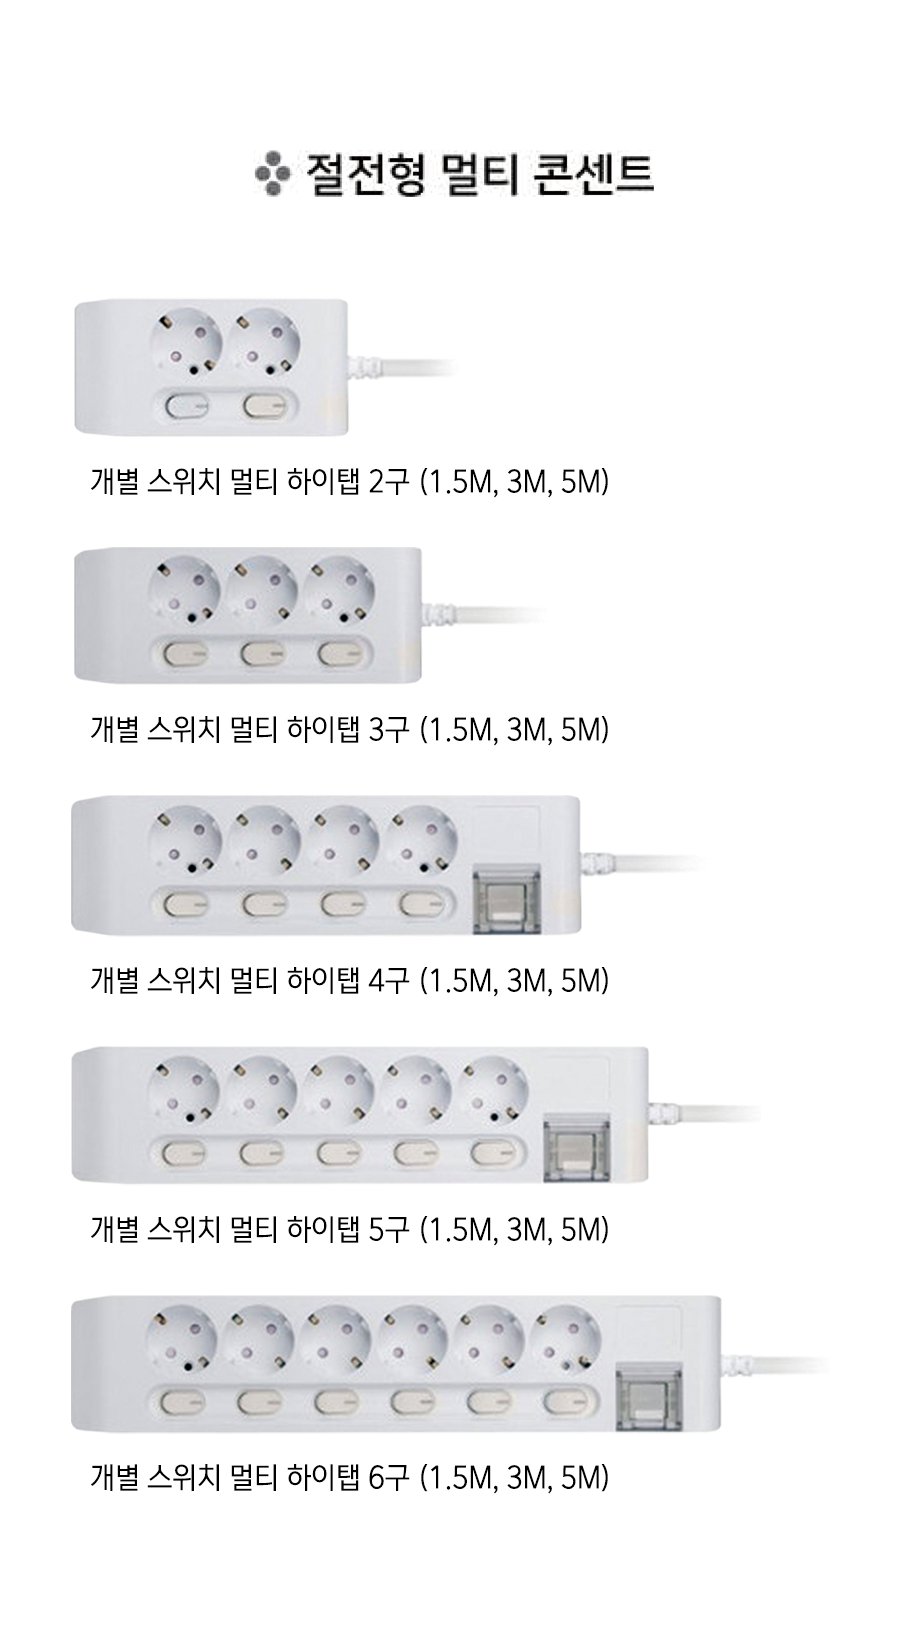 절전형 멀티 콘센트
개별 스위치 멀티 하이탭 2구 (1.5M, 3M, 5M)
개별 스위치 멀티 하이탭 3구 (1.5M, 3M, 5M)
개별 스위치 멀티 하이탭 4구 (1.5M, 3M, 5M)
개별 스위치 멀티 하이탭 5구 (1.5M, 3M, 5M)
개별 스위치 멀티 하이탭 6구 (1.5M, 3M, 5M)